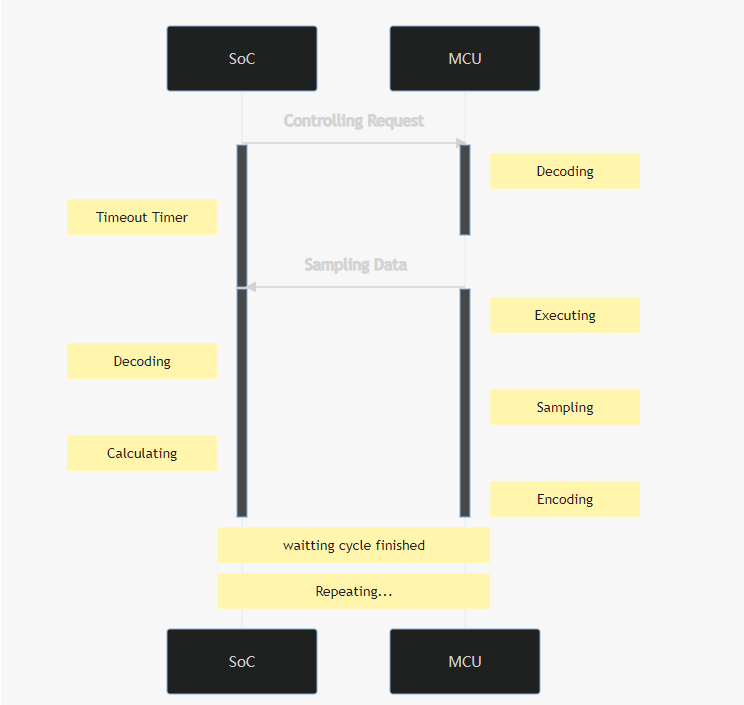 SoC
MCU
Controlling Request
Decoding
Timeout Timer
Sampling Data
Executing
Decoding
Sampling
Calculating
Encoding
waitting cycle finished
Repeating...
SoC
MCU